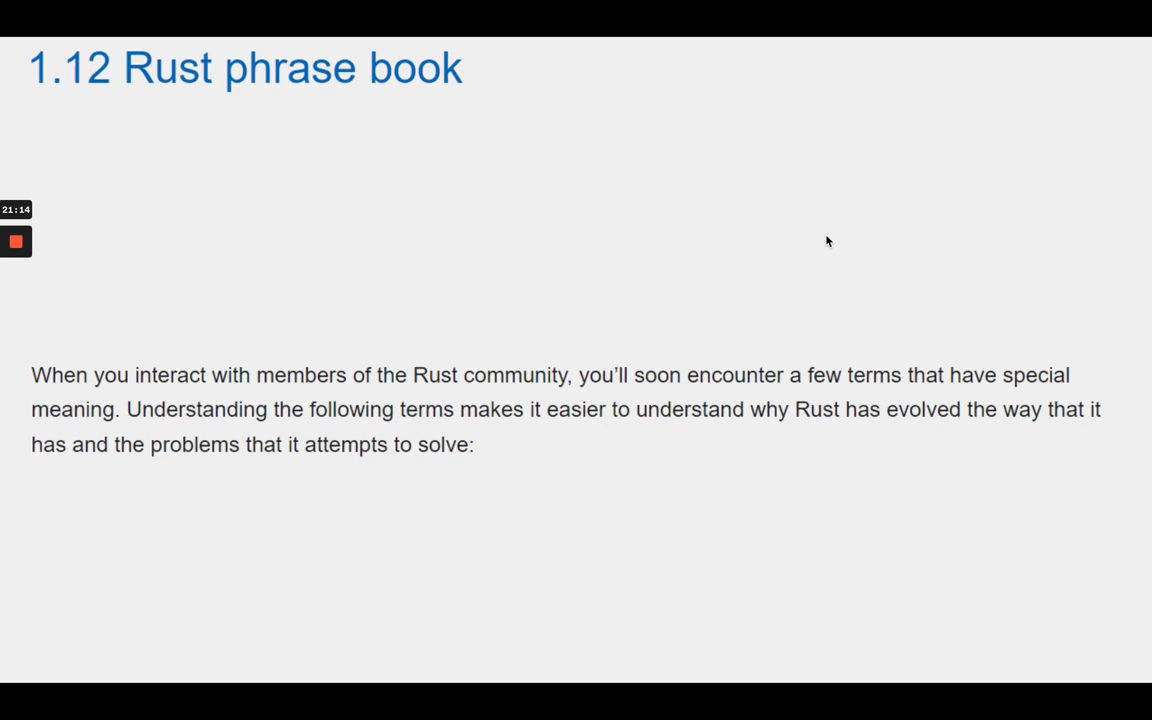 1.12 Rust phrase book
21:14
When you interact with members of the Rust community, you’ll soon encounter a few terms that have special
meaning. Understanding the following terms makes it easier to understand why Rust has evolved the way that it
has and the problems that it attempts to solve: